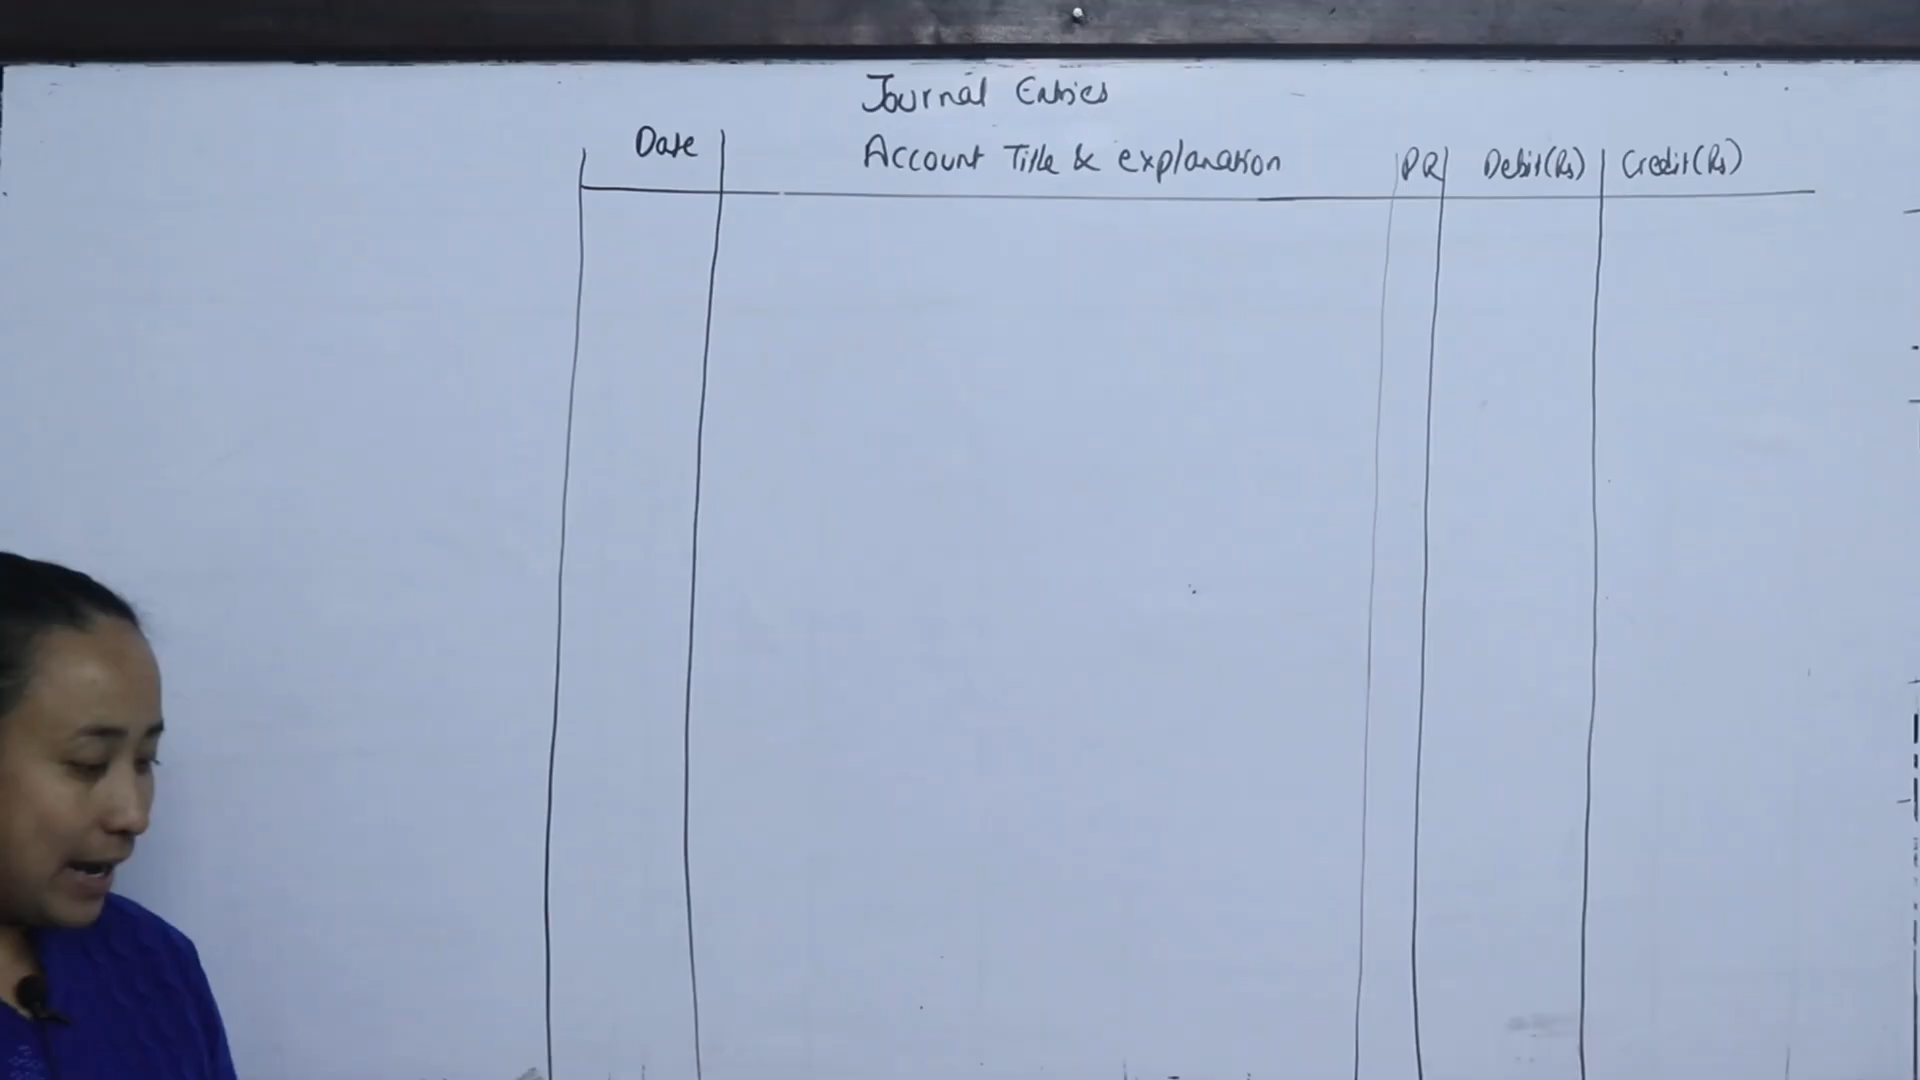 Journal Entries
Date Account Title & explanation PR Debit(Rs) Credit(Rs)